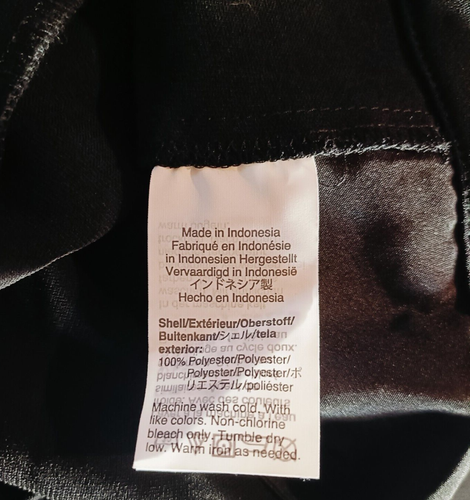 Made in Indonesia
Fabriqué en Indonésie
in Indonesien Hergestellt
Vervaardigd in Indonesië
インドネシア製
Hecho en Indonesia
Shell/Extérieur/Oberstoff/
Buitenkant/シェル/tela
exterior:
100% Polyester/Polyester/
Polyester/Polyester/ポ
リエステル/poliéster
Machine wash cold. With
like colors. Non-chlorine
bleach only. Tumble dry
low. Warm iron as needed.